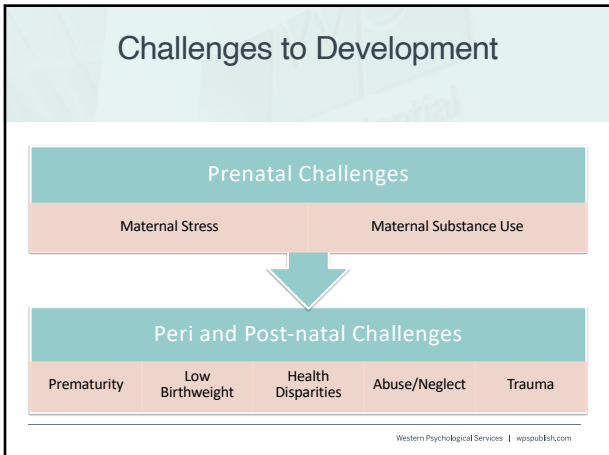 Challenges to Development
Prenatal Challenges
Maternal Stress
Maternal Substance Use
Peri and Post-natal Challenges
Prematurity
Low
Birthweight
Health
Disparities
Abuse/Neglect
Trauma
Western Psychological Services | wpspublish.com